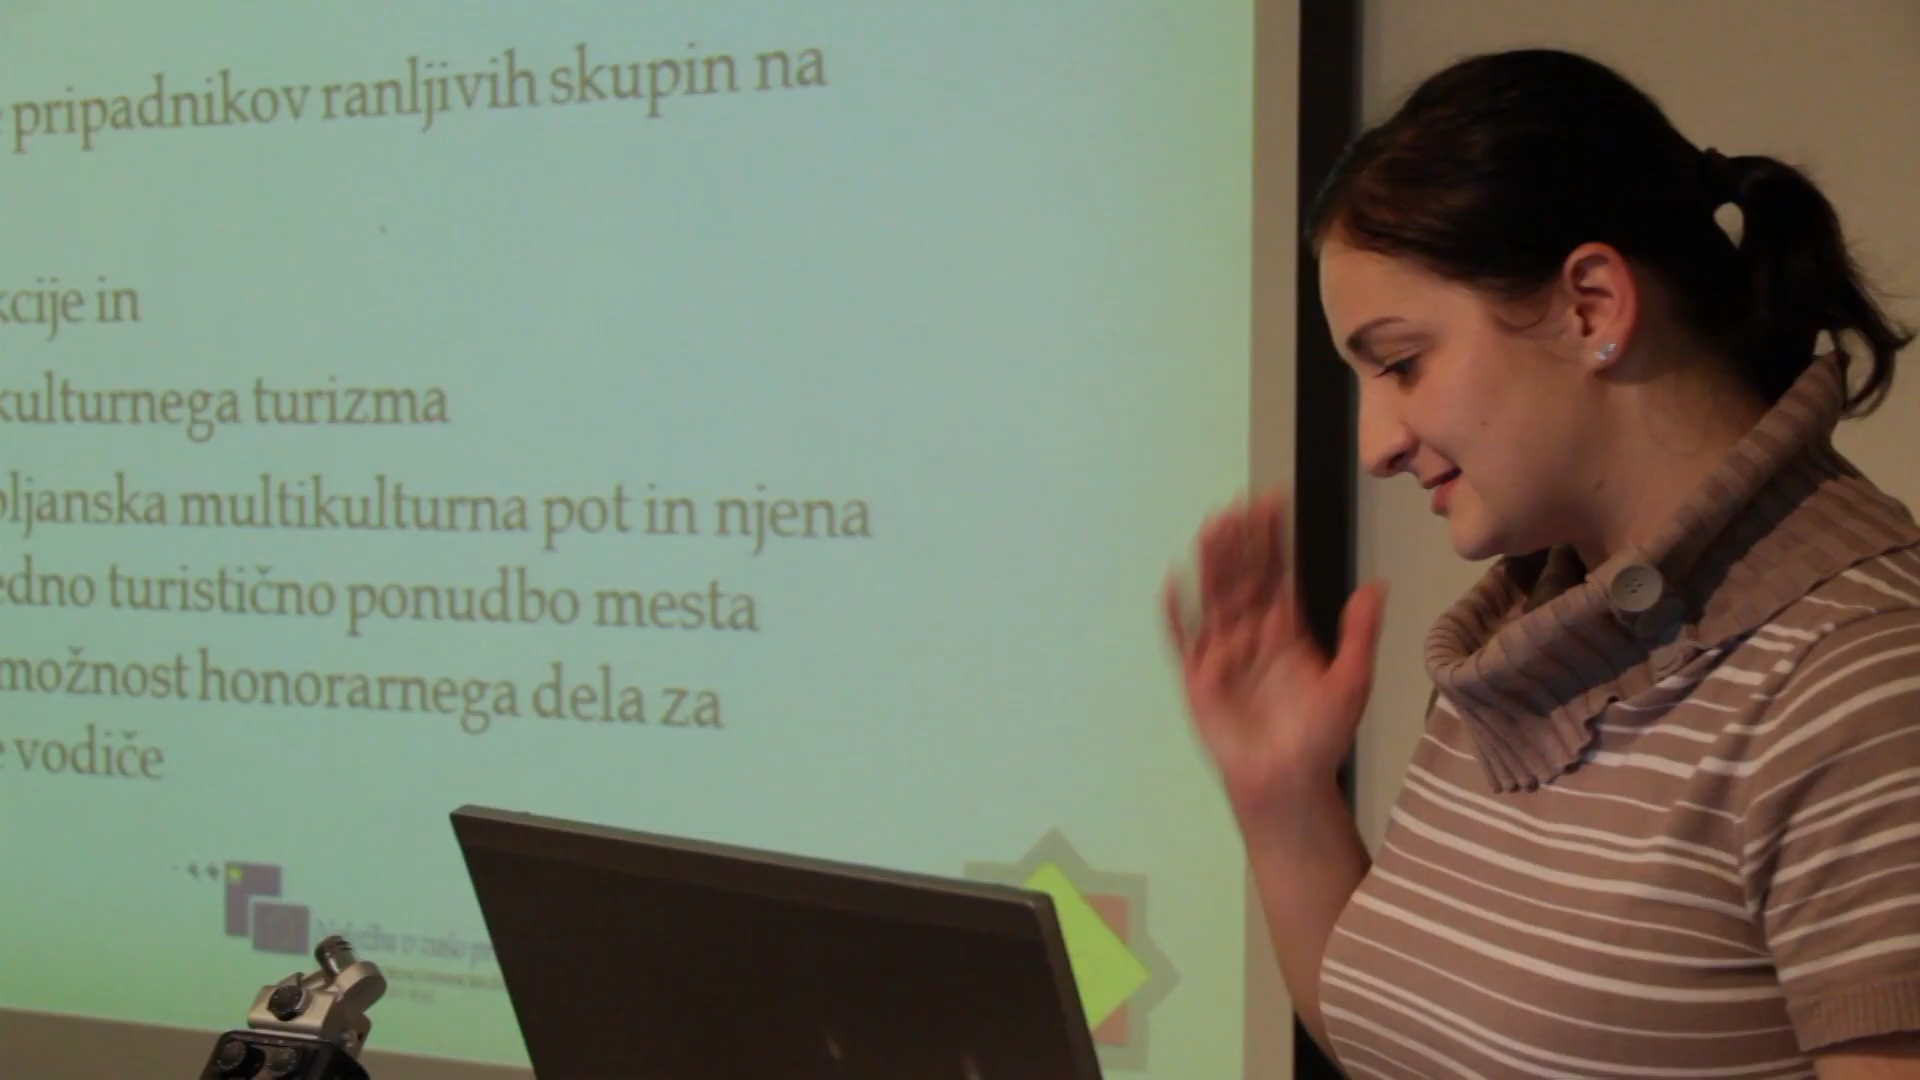 pripadnikov ranljivih skupin na
kcije in
kulturnega turizma
bljanska multikulturna pot in njena
edno turistično ponudbo mesta
možnost honorarnega dela za
e vodiče